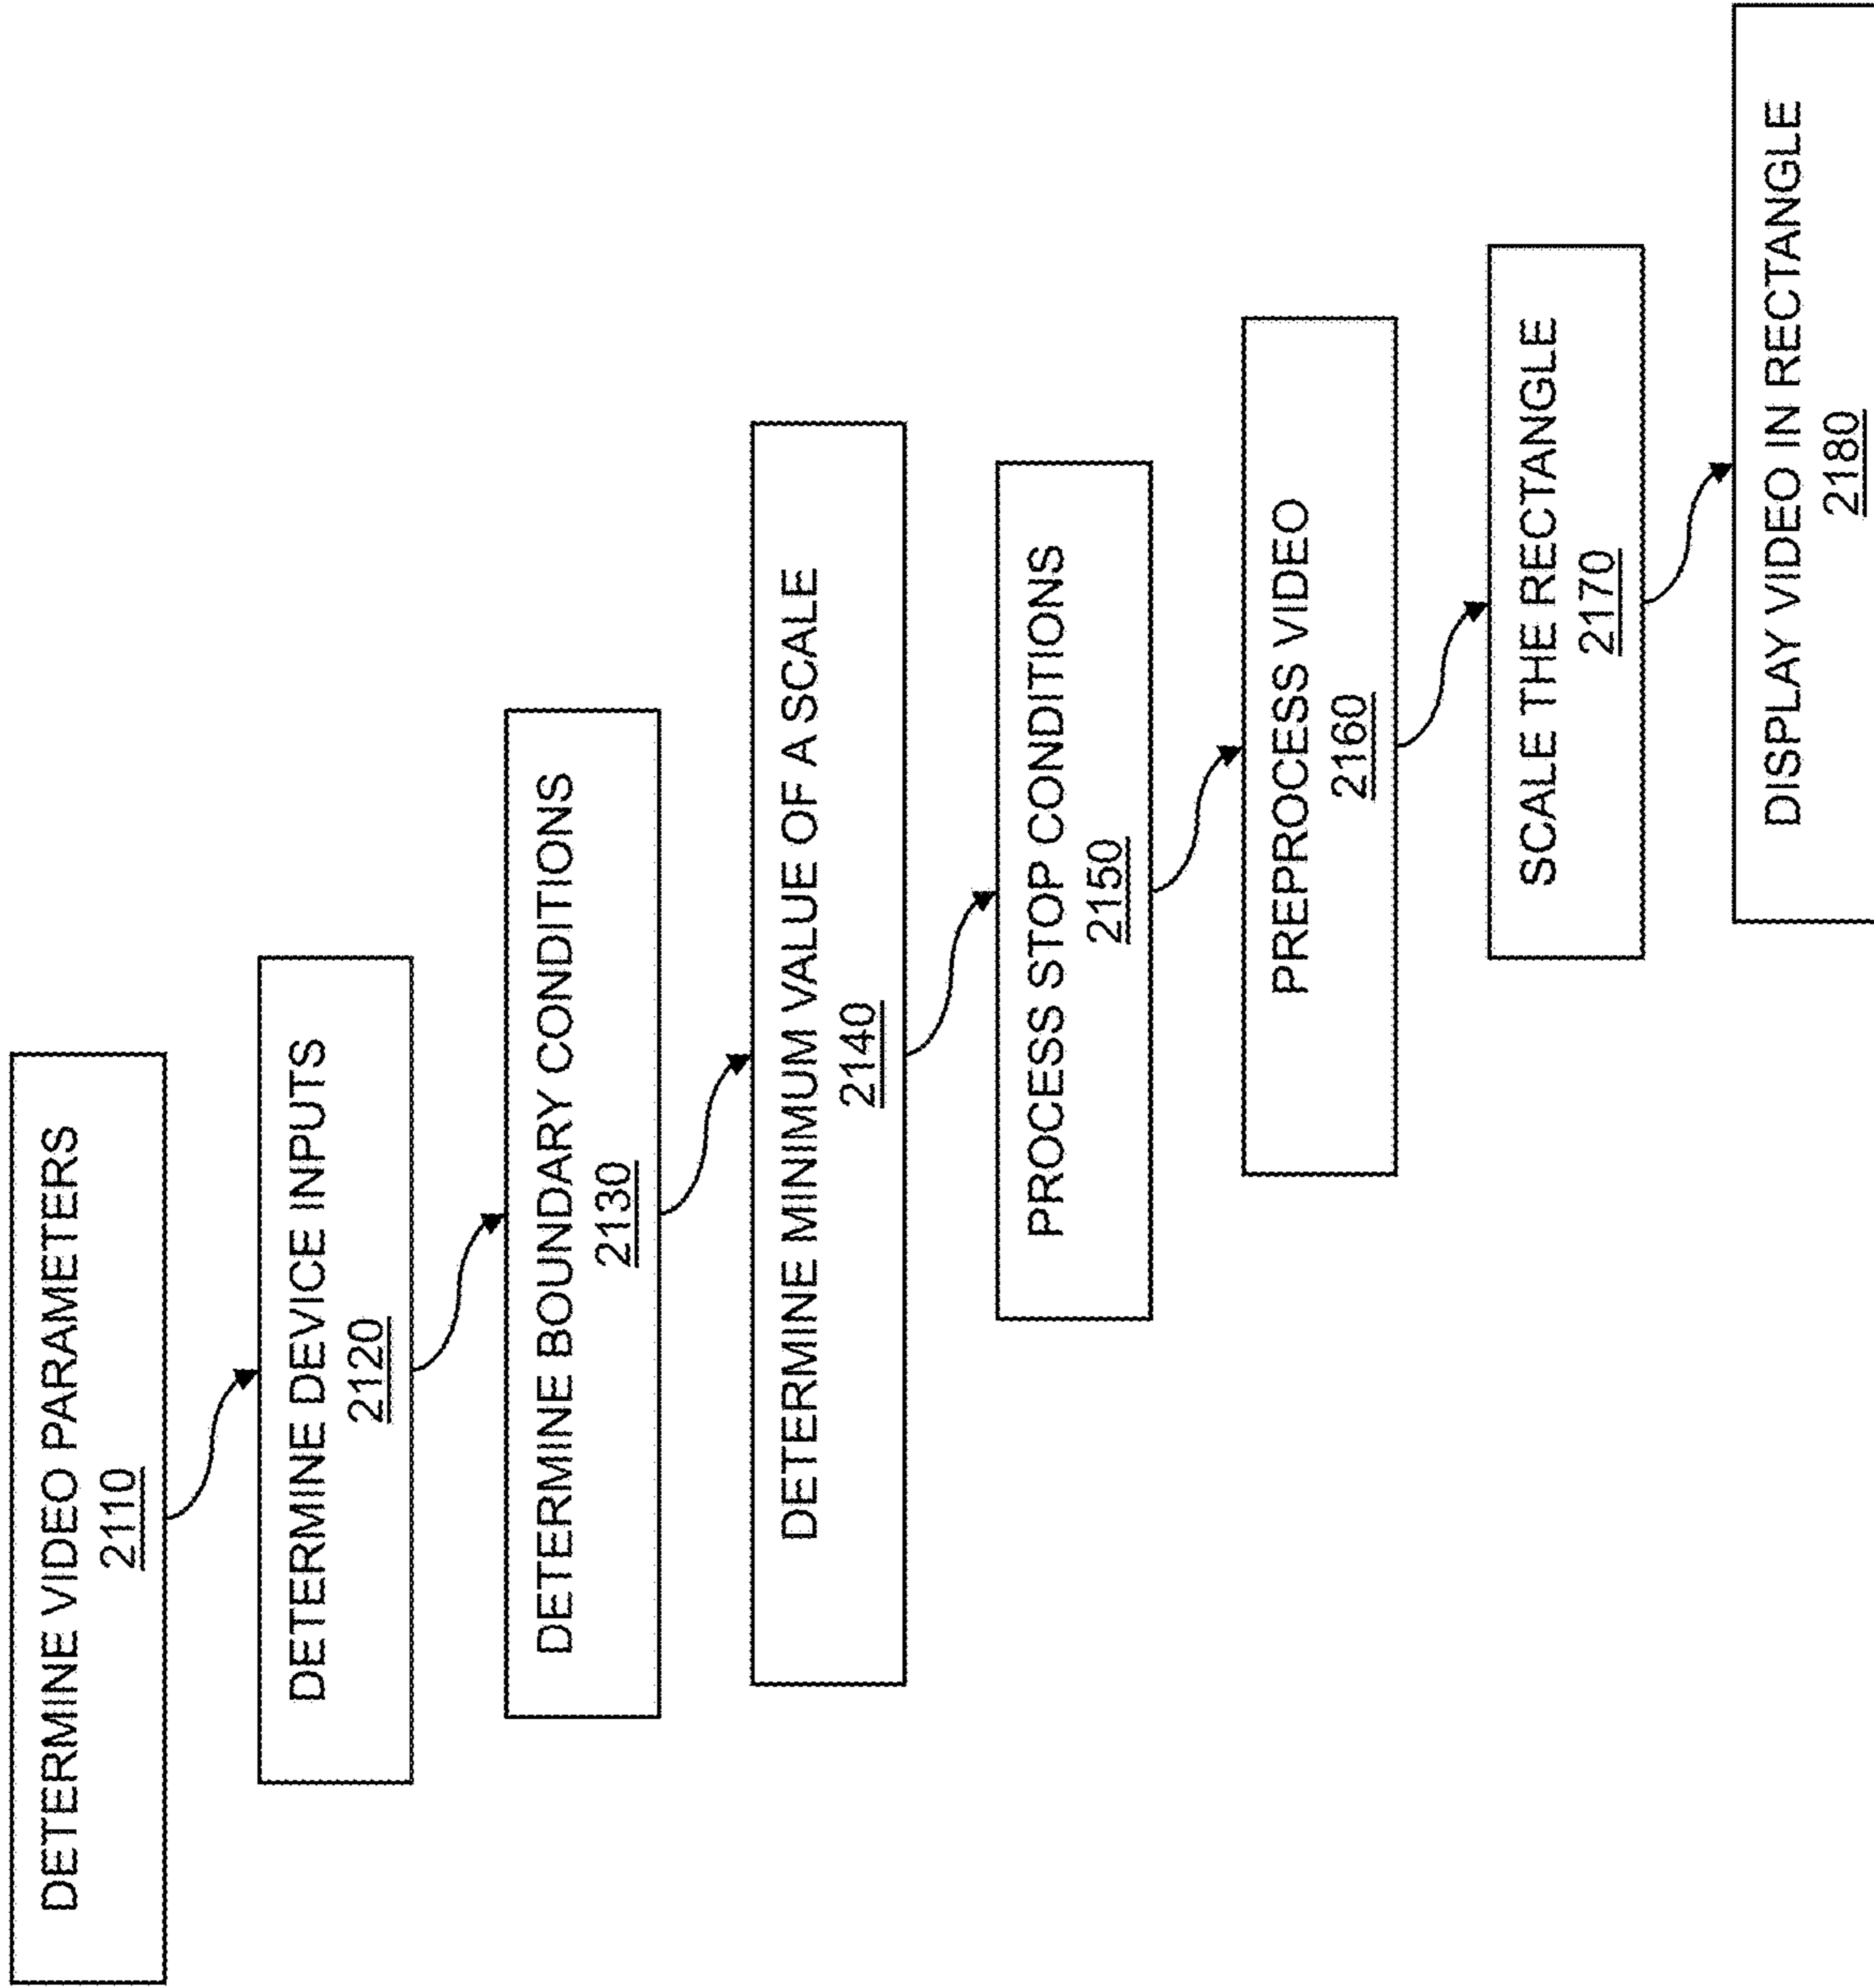 DETERMINE VIDEO PARAMETERS
2110
DETERMINE DEVICE INPUTS
2120
DETERMINE BOUNDARY CONDITIONS
2130
DETERMINE MINIMUM VALUE OF A SCALE
2140
PROCESS STOP CONDITIONS
2150
PREPROCESS VIDEO
2160
SCALE THE RECTANGLE
2170
DISPLAY VIDEO IN RECTANGLE
2180